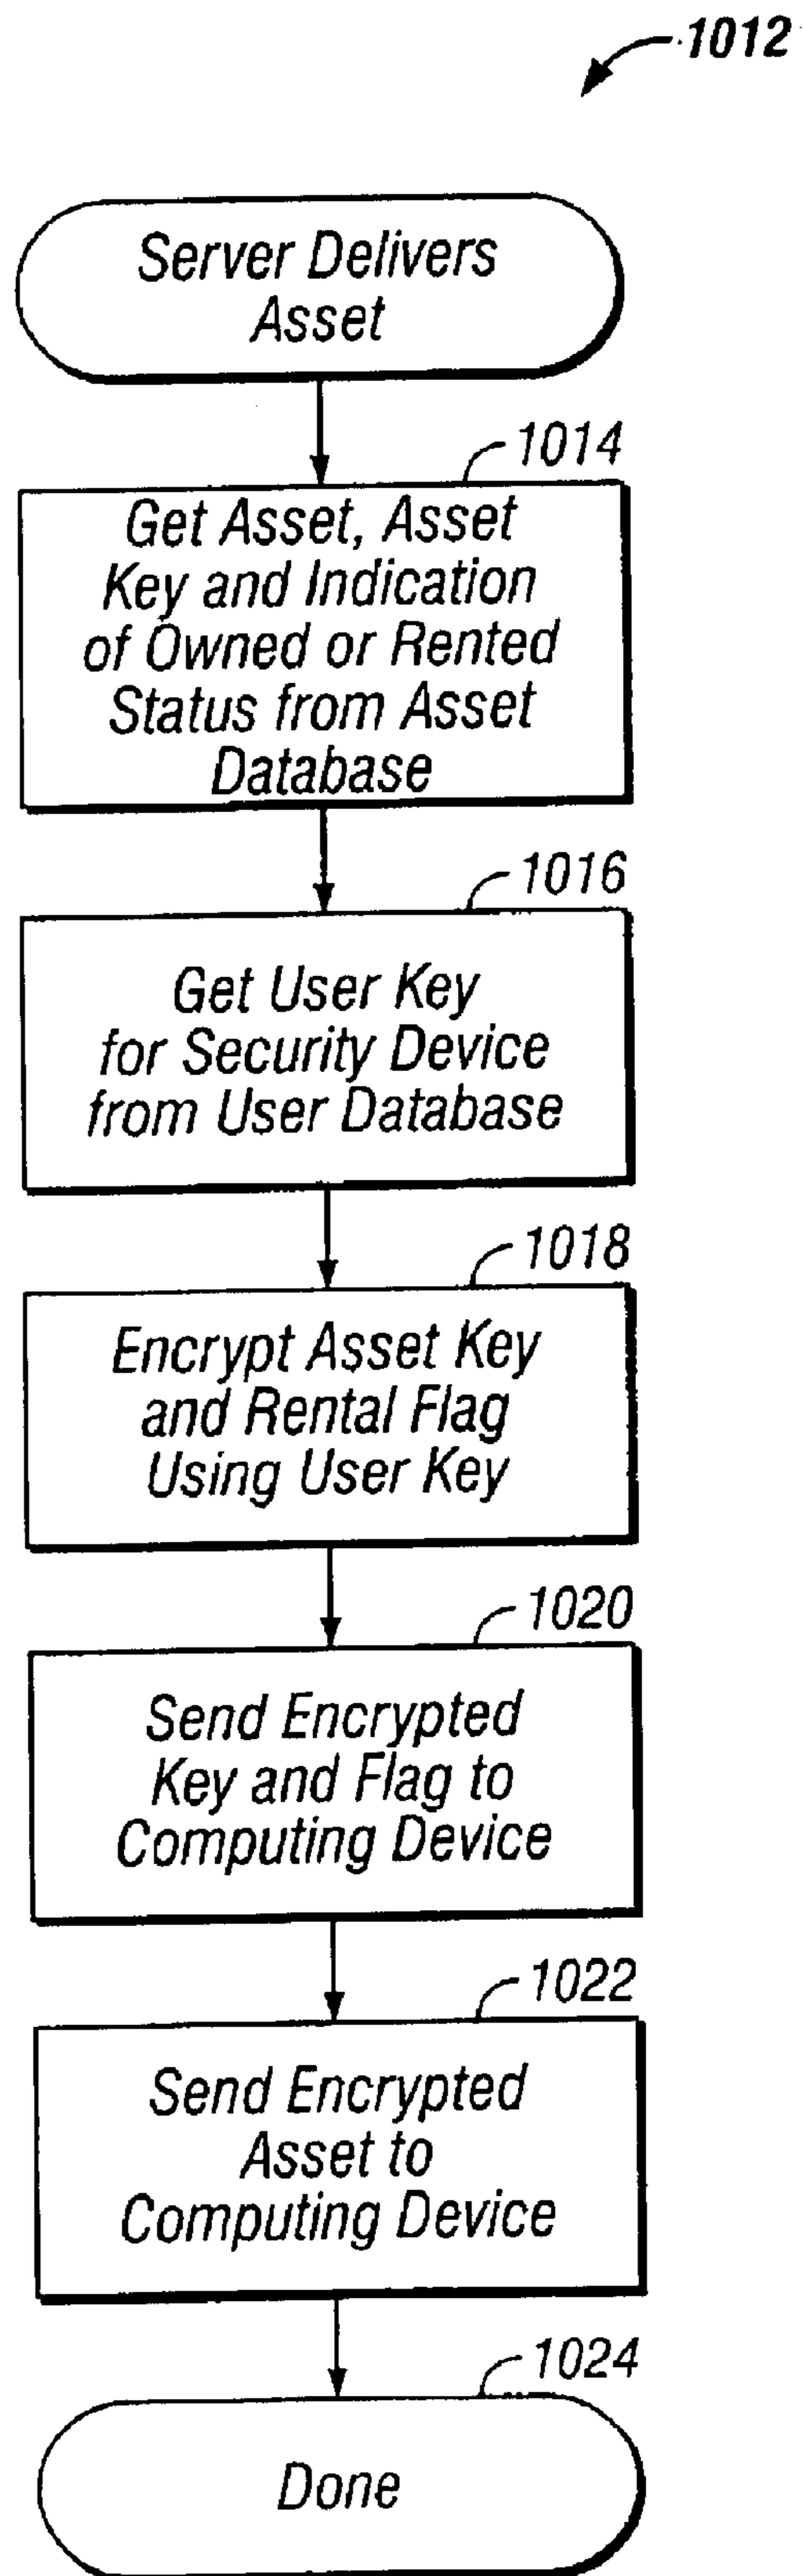 1012
Server Delivers
Asset
1014
Get Asset, Asset
Key and Indication
of Owned or Rented
Status from Asset
Database
1016
Get User Key
for Security Device
from User Database
1018
Encrypt Asset Key
and Rental Flag
Using User Key
1020
Send Encrypted
Key and Flag to
Computing Device
1022
Send Encrypted
Asset to
Computing Device
1024
Done